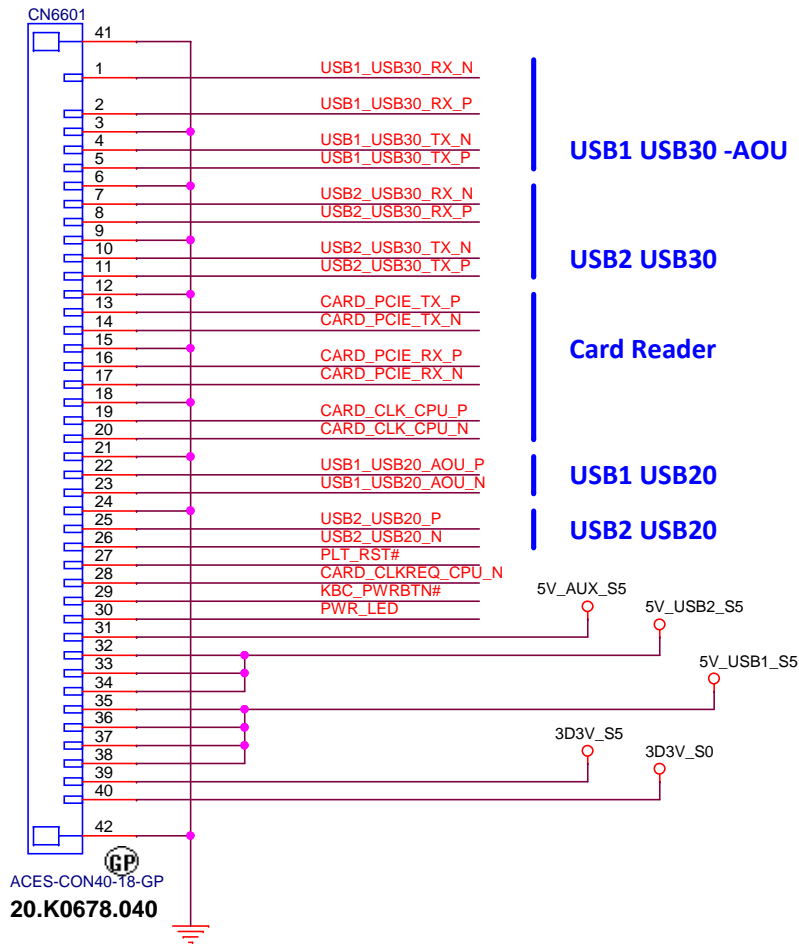 CN6601
41
1 USB1_USB30_RX_N
2 USB1_USB30_RX_P
3
4 USB1_USB30_TX_N
5 USB1_USB30_TX_P
USB1 USB30 -AOU
6
7 USB2_USB30_RX_N
8 USB2_USB30_RX_P
9
10 USB2_USB30_TX_N
11 USB2_USB30_TX_P
USB2 USB30
12
13 CARD_PCIE_TX_P
14 CARD_PCIE_TX_N
15
16 CARD_PCIE_RX_P
17 CARD_PCIE_RX_N
Card Reader
18
19 CARD_CLK_CPU_P
20 CARD_CLK_CPU_N
21
22 USB1_USB20_AOU_P
23 USB1_USB20_AOU_N
USB1 USB20
24
25 USB2_USB20_P
26 USB2_USB20_N
USB2 USB20
27 PLT_RST#
28 CARD_CLKREQ_CPU_N
29 KBC_PWRBTN#
30 PWR_LED
5V_AUX_S5
5V_USB2_S5
31
32
33
5V_USB1_S5
34
35
36
37
3D3V_S5
38
3D3V_S0
39
40
42
GP
ACES-CON40-18-GP
20.K0678.040